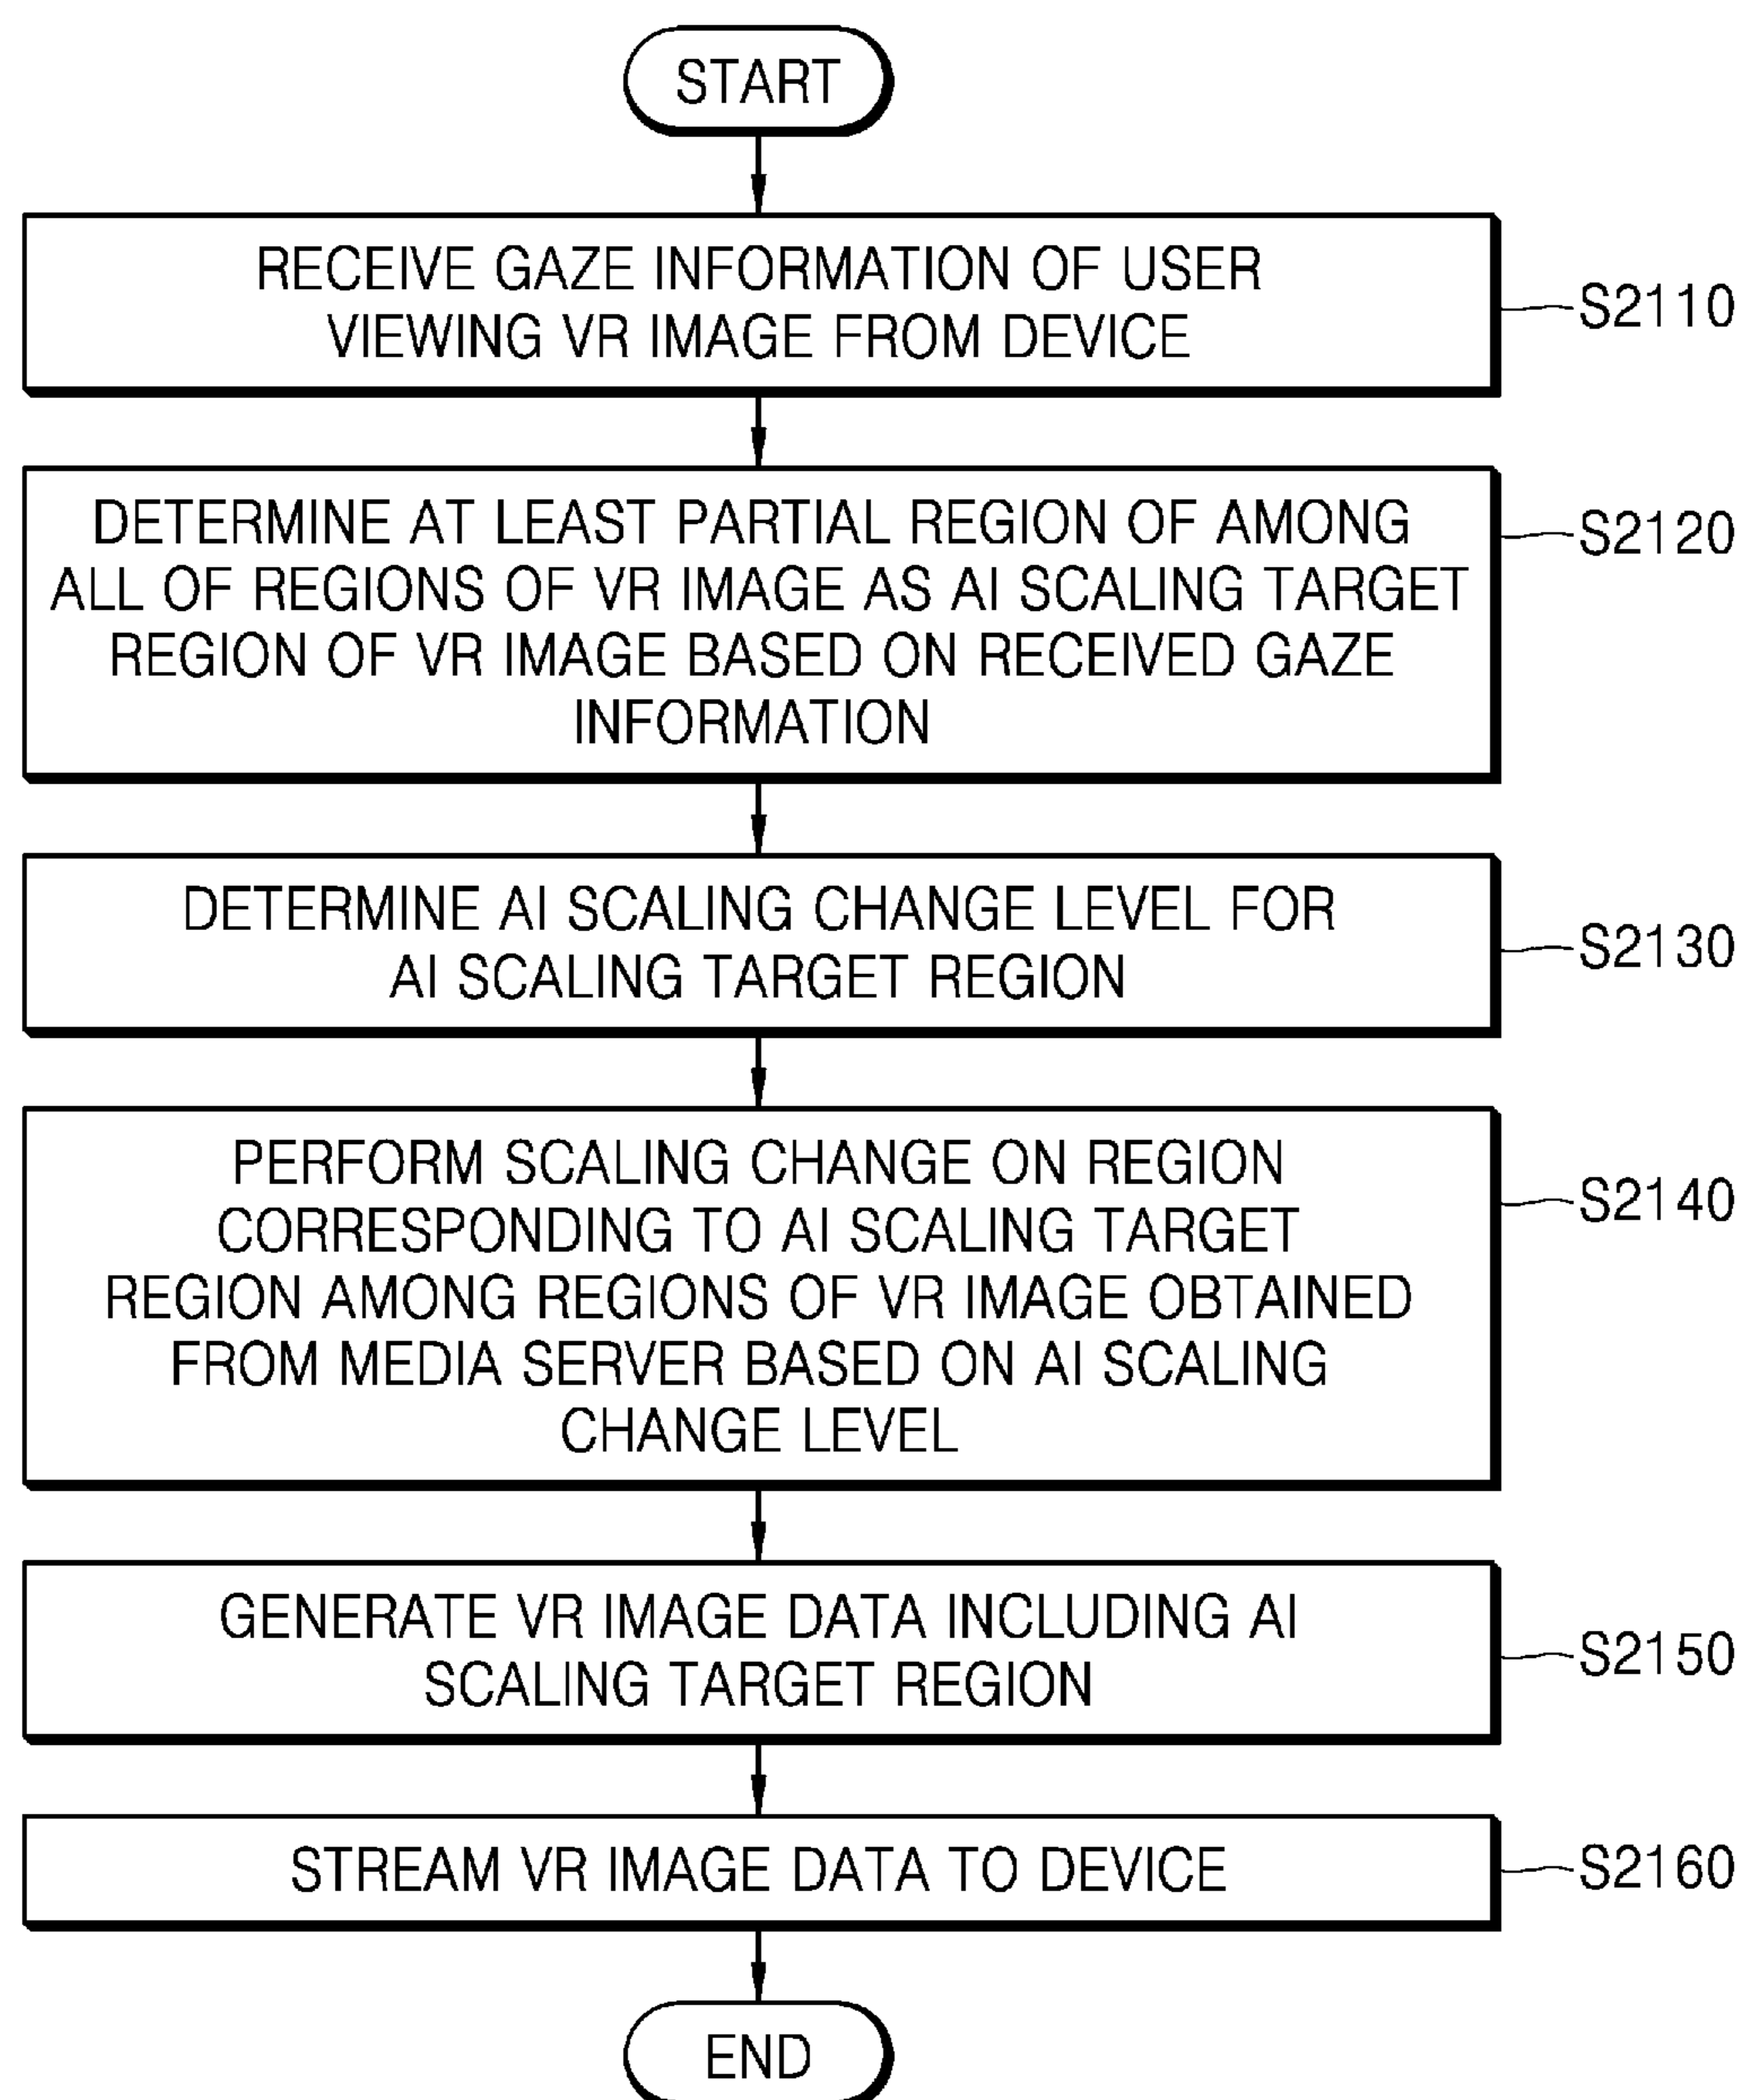 START
RECEIVE GAZE INFORMATION OF USER
VIEWING VR IMAGE FROM DEVICE
S2110
DETERMINE AT LEAST PARTIAL REGION OF AMONG
ALL OF REGIONS OF VR IMAGE AS AI SCALING TARGET
REGION OF VR IMAGE BASED ON RECEIVED GAZE
INFORMATION
S2120
DETERMINE AI SCALING CHANGE LEVEL FOR
AI SCALING TARGET REGION
S2130
PERFORM SCALING CHANGE ON REGION
CORRESPONDING TO AI SCALING TARGET
REGION AMONG REGIONS OF VR IMAGE OBTAINED
FROM MEDIA SERVER BASED ON AI SCALING
CHANGE LEVEL
S2140
GENERATE VR IMAGE DATA INCLUDING AI
SCALING TARGET REGION
S2150
STREAM VR IMAGE DATA TO DEVICE
S2160
END